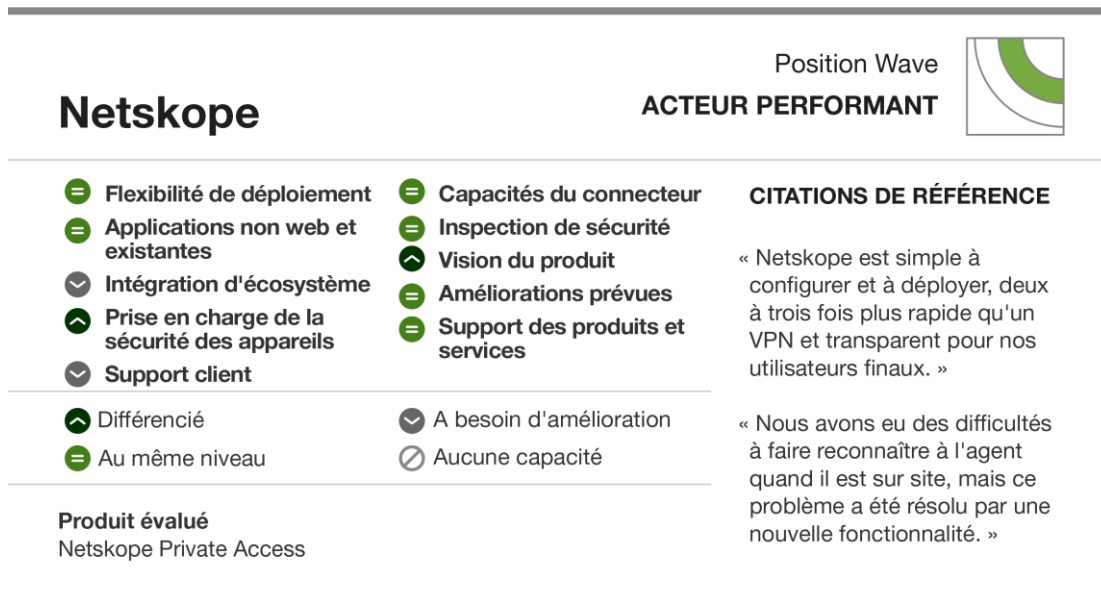 Netskope
Position Wave
ACTEUR PERFORMANT
Flexibilité de déploiement
Applications non web et
existantes
Intégration d'écosystème
Prise en charge de la
sécurité des appareils
Support client
Capacités du connecteur
Inspection de sécurité
Vision du produit
Améliorations prévues
Support des produits et
services
Différencié
Au même niveau
A besoin d'amélioration
Aucune capacité
Produit évalué
Netskope Private Access
CITATIONS DE RÉFÉRENCE
« Netskope est simple à
configurer et à déployer, deux
à trois fois plus rapide qu'un
VPN et transparent pour nos
utilisateurs finaux. »
« Nous avons eu des difficultés
à faire reconnaître à l'agent
quand il est sur site, mais ce
problème a été résolu par une
nouvelle fonctionnalité. »